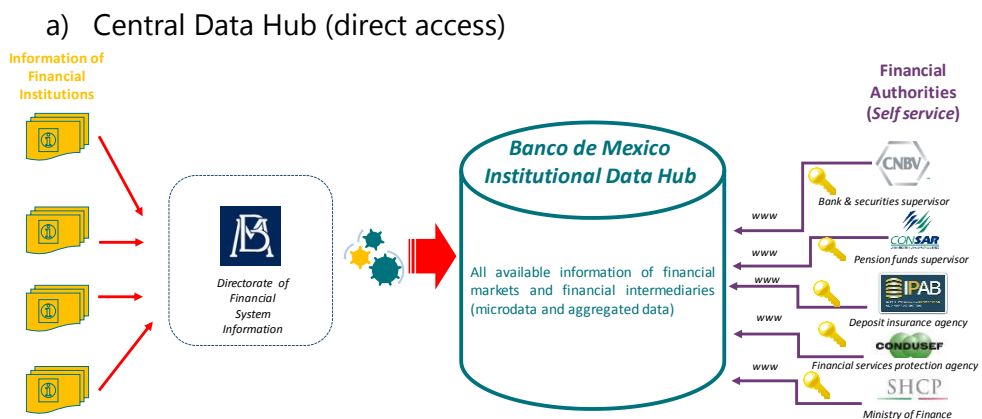 a) Central Data Hub (direct access)
Information of
Financial
Institutions
Directorate of
Financial
System
Information
Banco de Mexico
Institutional Data Hub
All available information of financial
markets and financial intermediaries
(microdata and aggregated data)
Financial
Authorities
(Self service)
CNBV
Bank & securities supervisor
www
CONSAR
Pension funds supervisor
www
IPAB
Deposit insurance agency
www
CONDUSEF
Financial services protection agency
www
SHCP
Ministry of Finance
www